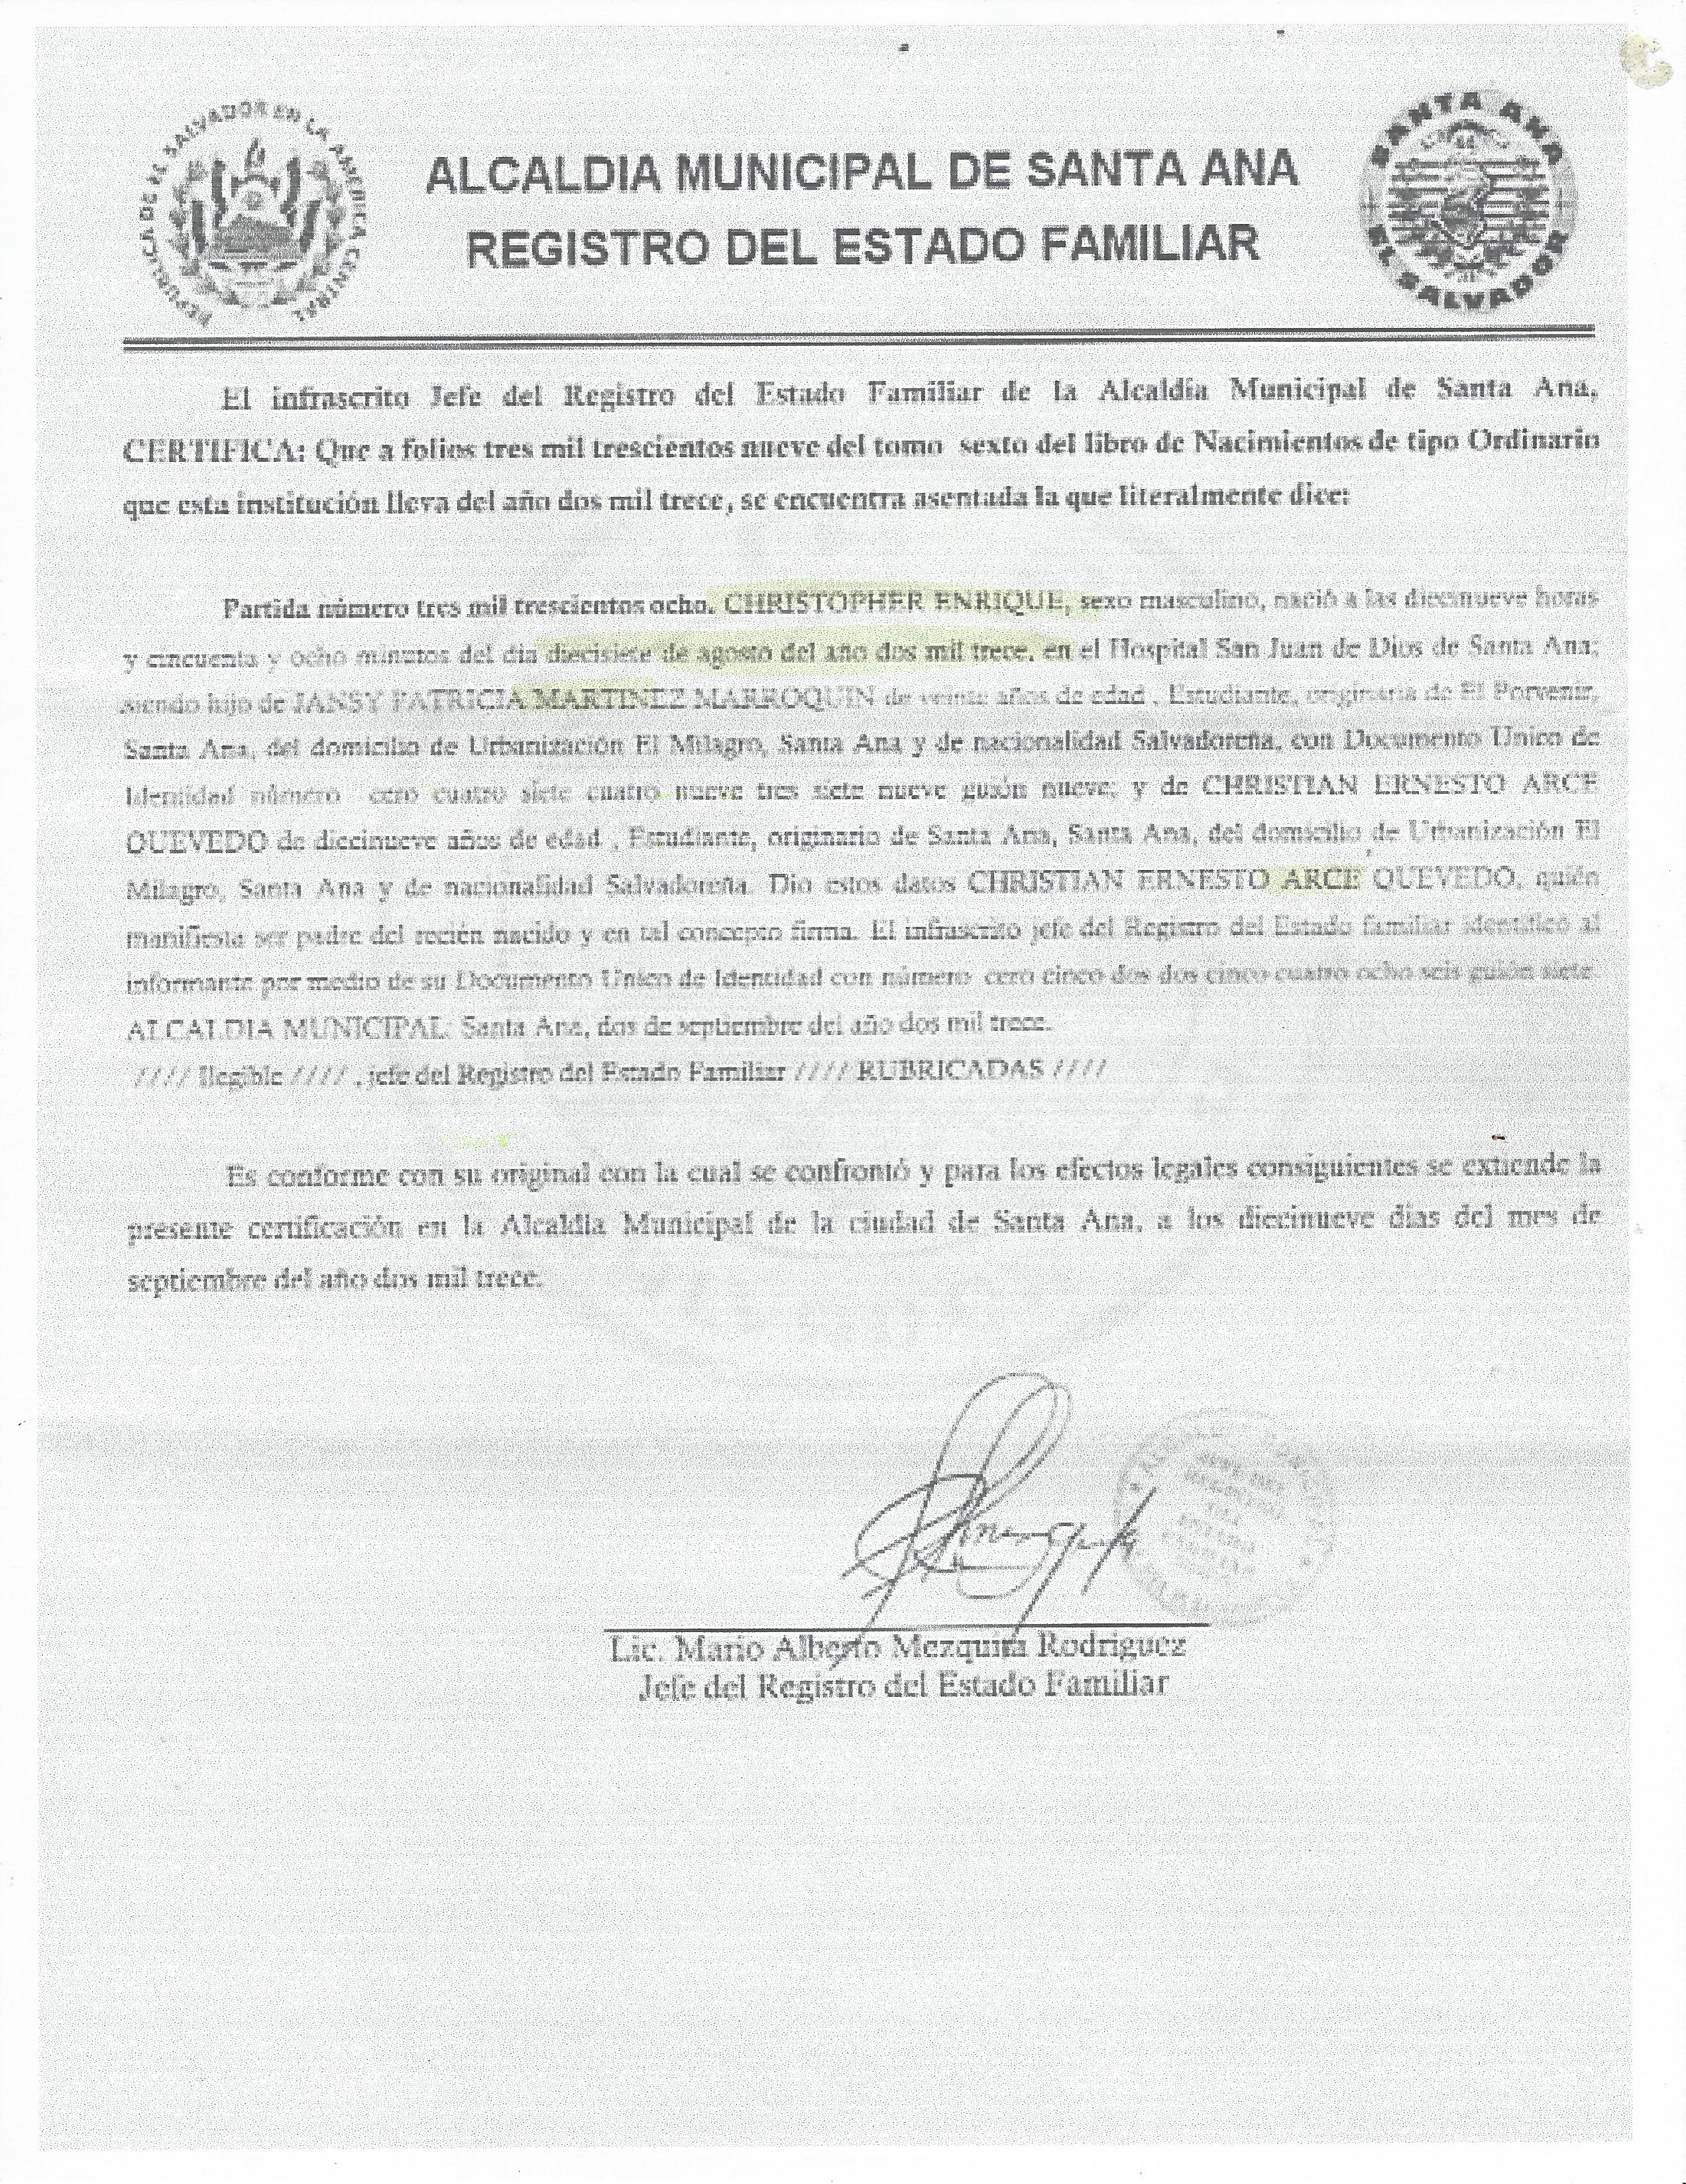 REPUBLICA DE EL SALVADOR EN LA AMERICA CENTRAL
SANTA ANA
EL SALVADOR
ALCALDIA MUNICIPAL DE SANTA ANA
REGISTRO DEL ESTADO FAMILIAR
El infrascrito Jefe del Registro del Estado Familiar de la Alcaldía Municipal de Santa Ana,
CERTIFICA: Que a folios tres mil trescientos nueve del tomo sexto del libro de Nacimientos de tipo Ordinario
que esta institución lleva del año dos mil trece, se encuentra asentada la que literalmente dice:
Partida número tres mil trescientos ocho. CHRISTOPHER ENRIQUE, sexo masculino, nació a las diecinueve horas
y cincuenta y ocho minutos del dia diecisiete de agosto del año dos mil trece, en el Hospital San Juan de Dios de Santa Ana;
siendo hijo de JANSY PATRICIA MARTINEZ MARROQUIN de veinte años de edad , Estudiante, originaria de El Porvenir,
Santa Ana, del domicilio de Urbanización El Milagro, Santa Ana y de nacionalidad Salvadoreña, con Documento Unico de
Identidad número cero cuatro siete cuatro nueve tres siete nueve guión nueve; y de CHRISTIAN ERNESTO ARCE
QUEVEDO de diecinueve años de edad , Estudiante, originario de Santa Ana, Santa Ana, del domicilio de Urbanización El
Milagro, Santa Ana y de nacionalidad Salvadoreña. Dio estos datos CHRISTIAN ERNESTO ARCE QUEVEDO, quién
manifiesta ser padre del recién nacido y en tal concepto firma. El infrascrito jefe del Registro del Estado familiar identificó al
informante por medio de su Documento Unico de Identidad con número cero cinco dos dos cinco cuatro ocho seis guión siete.
ALCALDIA MUNICIPAL: Santa Ana, dos de septiembre del año dos mil trece.
//// Ilegible //// , jefe del Registro del Estado Familiar //// RUBRICADAS ////
Es conforme con su original con la cual se confrontó y para los efectos legales consiguientes se extiende la
presente certificación en la Alcaldía Municipal de la ciudad de Santa Ana, a los diecinueve dias del mes de
septiembre del año dos mil trece.
Lic. Mario Alberto Mezquita Rodriguez
Jefe del Registro del Estado Familiar